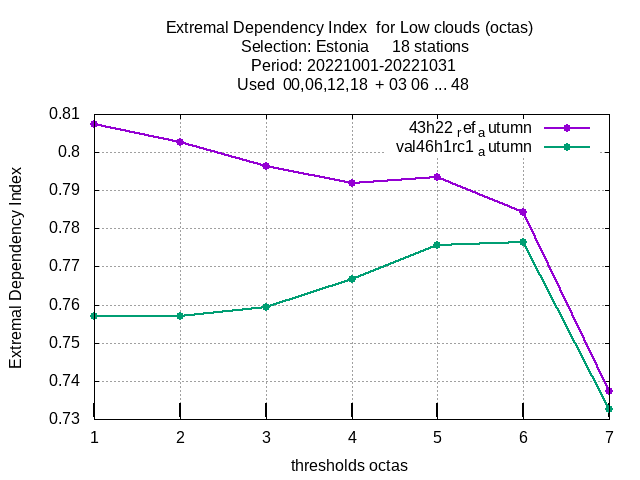 Extremal Dependency Index  for Low clouds (octas)
Selection: Estonia     18 stations
Period: 20221001-20221031
Used  00,06,12,18  + 03 06 ... 48
43h22 refautumn
val46h1rc1 autumn
0.81
0.8
0.79
0.78
0.77
0.76
0.75
0.74
0.73
Extremal Dependency Index
1 2 3 4 5 6 7
thresholds octas